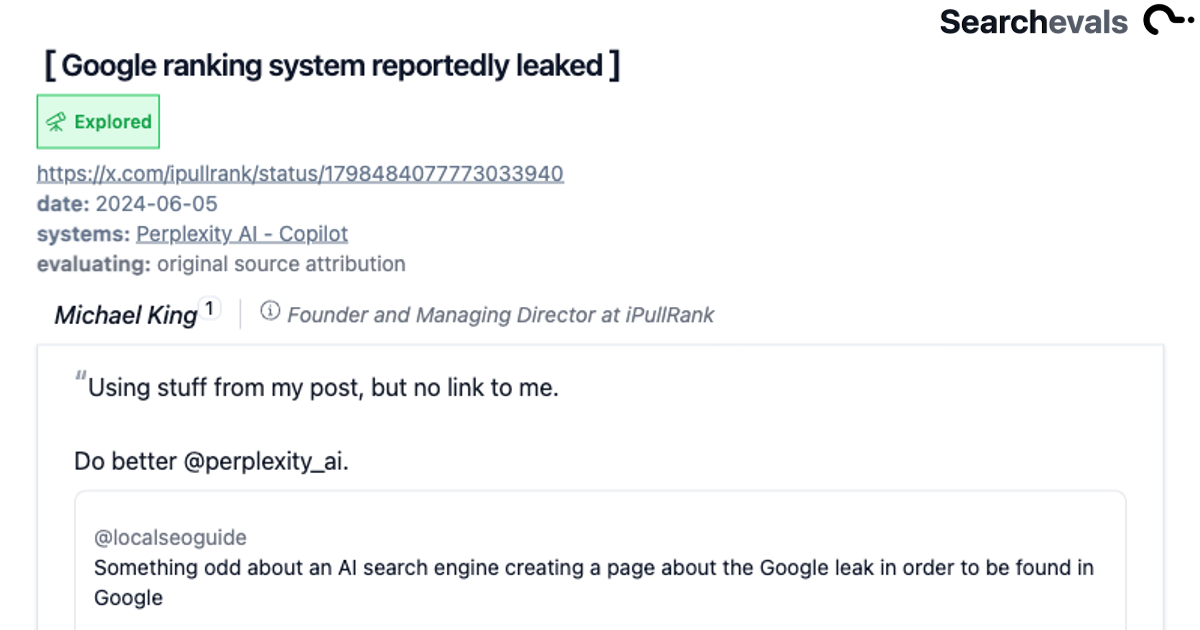 Searchevals
[ Google ranking system reportedly leaked ]
Explored
https://x.com/ipullrank/status/1798484077773033940
date: 2024-06-05
systems: Perplexity AI - Copilot
evaluating: original source attribution
Michael King 1 Founder and Managing Director at iPullRank
“Using stuff from my post, but no link to me.
Do better @perplexity_ai.
@localseoguide
Something odd about an AI search engine creating a page about the Google leak in order to be found in
Google